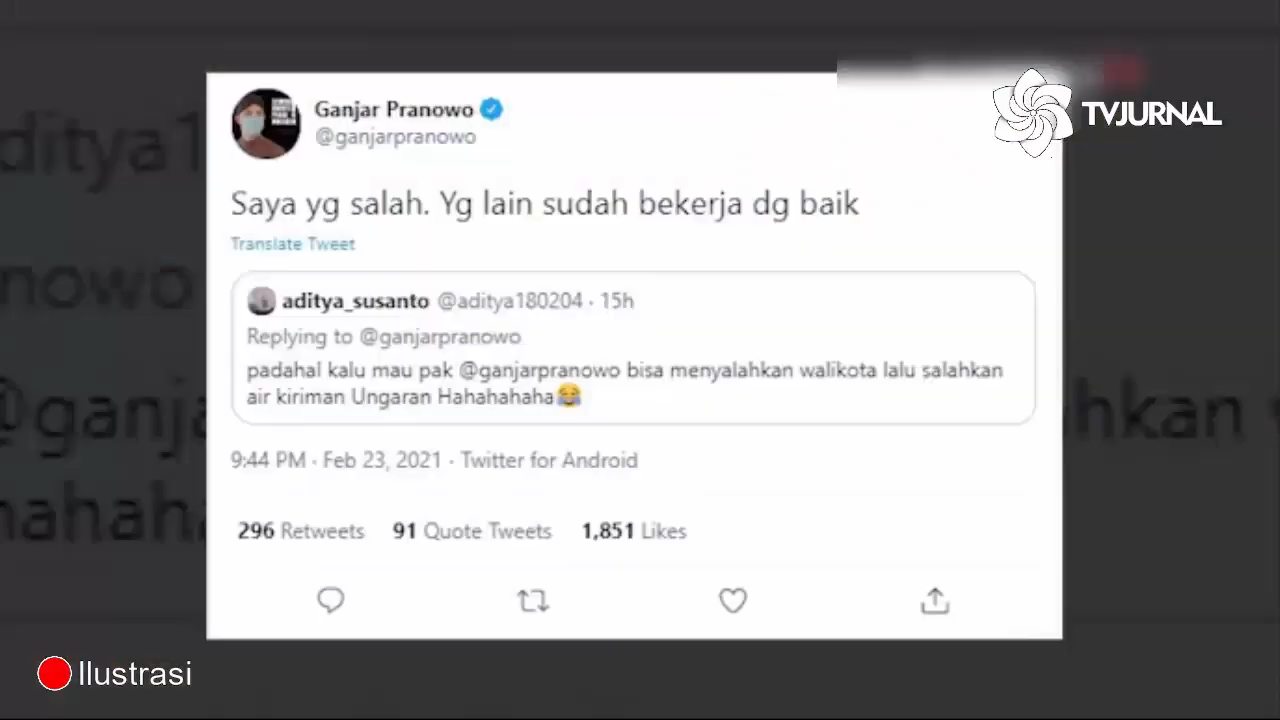 TVJURNAL
Ganjar Pranowo
@ganjarpranowo
Saya yg salah. Yg lain sudah bekerja dg baik
Translate Tweet
aditya_susanto @aditya180204 · 15h
Replying to @ganjarpranowo
padahal kalu mau pak @ganjarpranowo bisa menyalahkan walikota lalu salahkan
air kiriman Ungaran Hahahahaha😂
9:44 PM · Feb 23, 2021 · Twitter for Android
296 Retweets 91 Quote Tweets 1,851 Likes
Ilustrasi